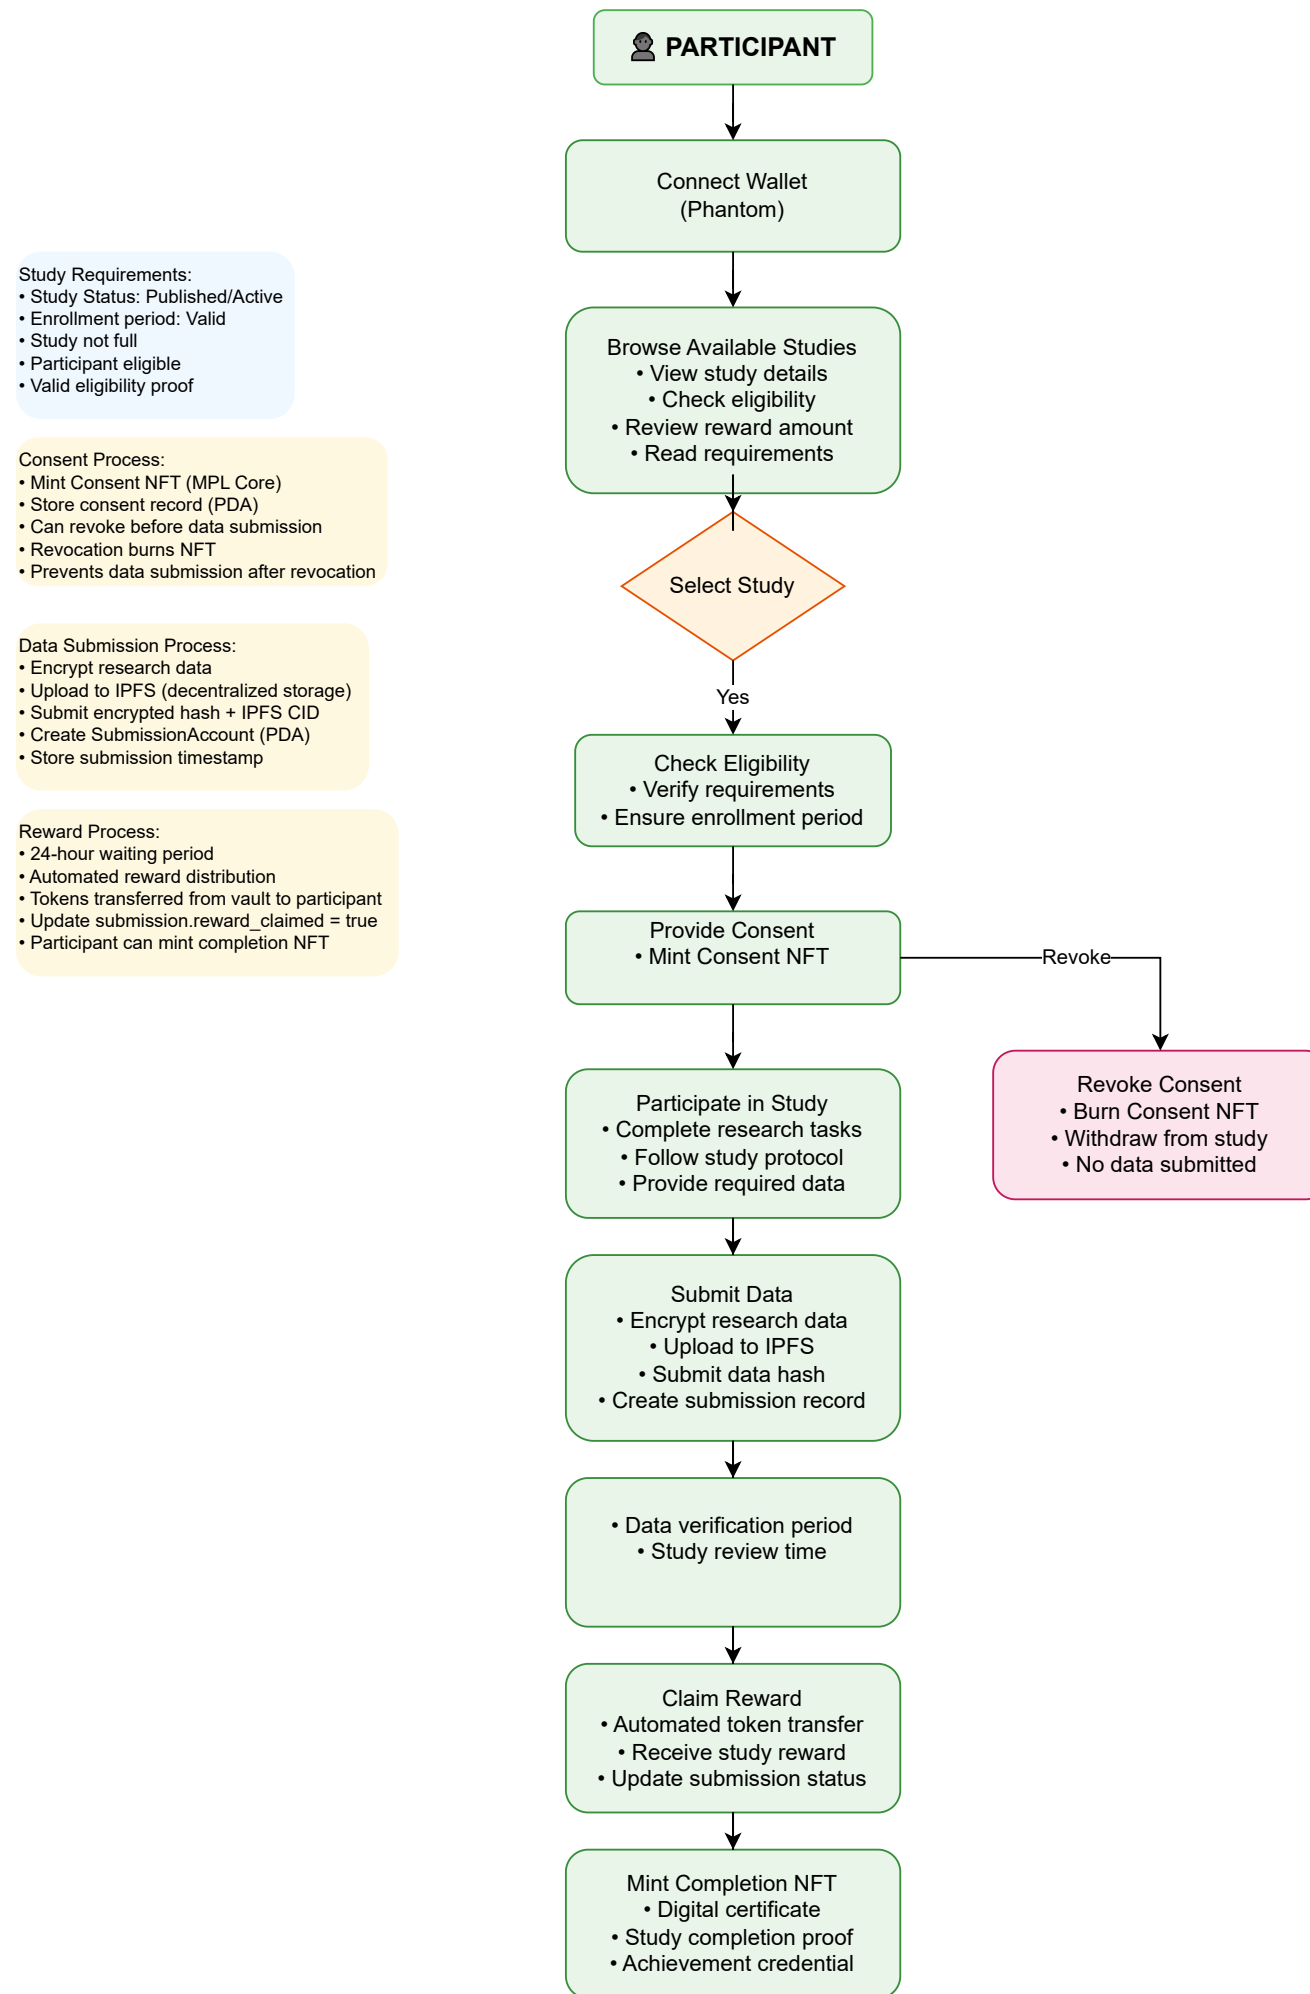 PARTICIPANT
Connect Wallet
(Phantom)
Study Requirements:
• Study Status: Published/Active
• Enrollment period: Valid
• Study not full
• Participant eligible
• Valid eligibility proof
Browse Available Studies
• View study details
• Check eligibility
• Review reward amount
• Read requirements
Consent Process:
• Mint Consent NFT (MPL Core)
• Store consent record (PDA)
• Can revoke before data submission
• Revocation burns NFT
• Prevents data submission after revocation
Select Study
Yes
Data Submission Process:
• Encrypt research data
• Upload to IPFS (decentralized storage)
• Submit encrypted hash + IPFS CID
• Create SubmissionAccount (PDA)
• Store submission timestamp
Check Eligibility
• Verify requirements
• Ensure enrollment period
Reward Process:
• 24-hour waiting period
• Automated reward distribution
• Tokens transferred from vault to participant
• Update submission.reward_claimed = true
• Participant can mint completion NFT
Provide Consent
• Mint Consent NFT
Revoke
Revoke Consent
• Burn Consent NFT
• Withdraw from study
• No data submitted
Participate in Study
• Complete research tasks
• Follow study protocol
• Provide required data
Submit Data
• Encrypt research data
• Upload to IPFS
• Submit data hash
• Create submission record
• Data verification period
• Study review time
Claim Reward
• Automated token transfer
• Receive study reward
• Update submission status
Mint Completion NFT
• Digital certificate
• Study completion proof
• Achievement credential